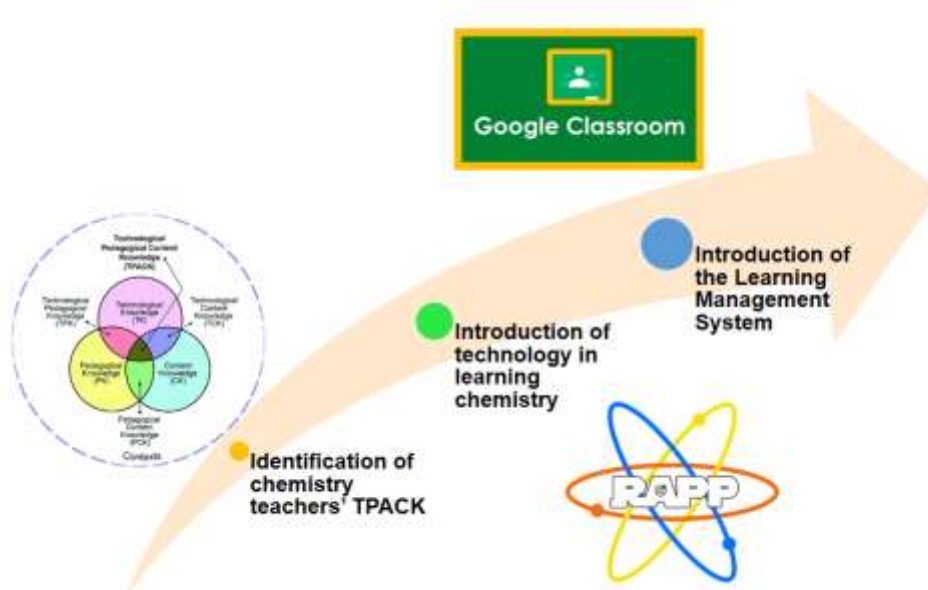 Google Classroom
Technological
Pedagogical Content
Knowledge
(TPACK)
Technological
Pedagogical
Knowledge
(TPK)
Technological
Knowledge
(TK)
Technological
Content
Knowledge
(TCK)
Pedagogical
Knowledge
(PK)
Content
Knowledge
(CK)
Pedagogical
Content
Knowledge
(PCK)
Contexts
Identification of
chemistry
teachers' TPACK
Introduction of
technology in
learning
chemistry
Introduction of
the Learning
Management
System
RAPP